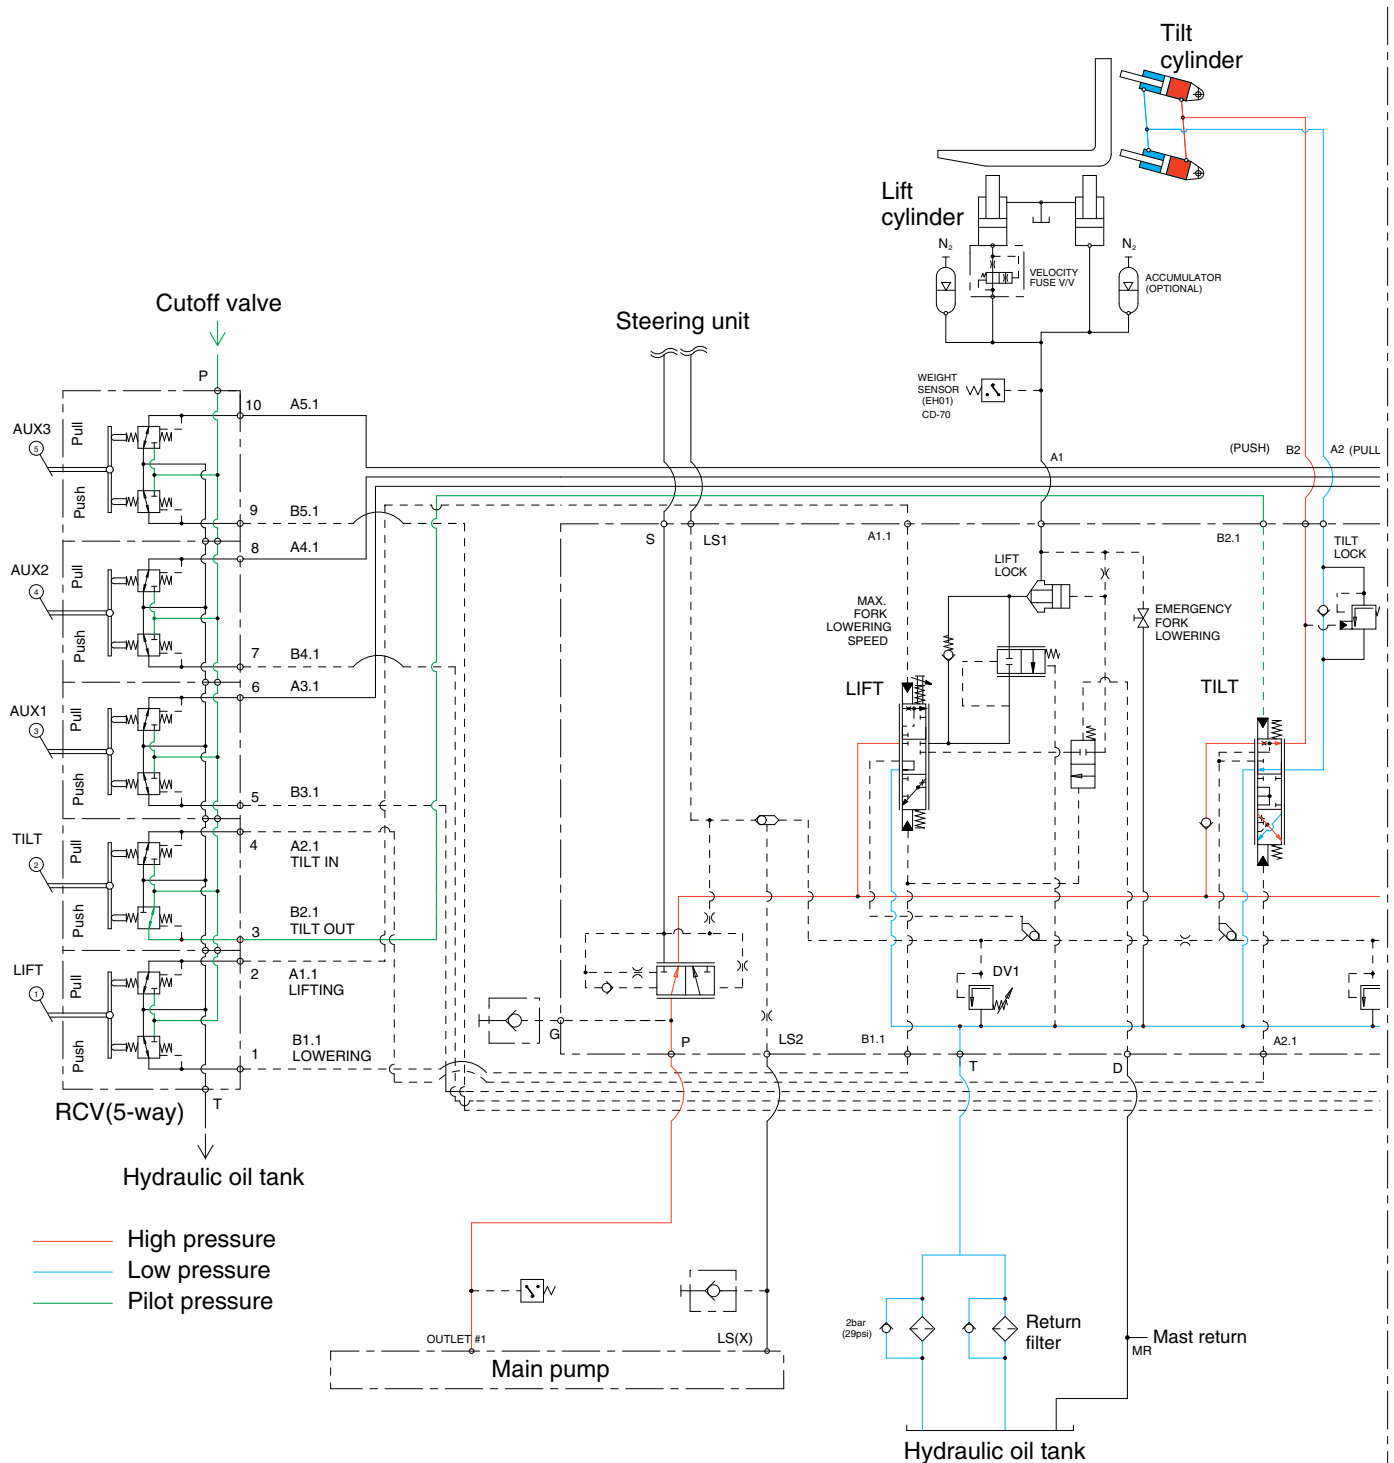 Tilt
cylinder
Lift
cylinder
N2
N2
VELOCITY
FUSE V/V
ACCUMULATOR
(OPTIONAL)
Cutoff valve
Steering unit
WEIGHT
SENSOR
(EH01)
CD-70
P
10 A5.1
AUX3
5
Pull
Push
9 B5.1
A1
(PUSH) B2 A2 (PULL
8 A4.1
AUX2
4
Pull
Push
7 B4.1
S LS1 A1.1 B2.1
TILT
LOCK
LIFT
LOCK
MAX.
FORK
LOWERING
SPEED
EMERGENCY
FORK
LOWERING
6 A3.1
AUX1
3
Pull
Push
5 B3.1
LIFT
TILT
4 A2.1
TILT IN
TILT
2
Pull
Push
B2.1
3 TILT OUT
LIFT
1
Pull
Push
2 A1.1
LIFTING
B1.1
1 LOWERING
DV1
G
P LS2 B1.1 T D A2.1
T
RCV(5-way)
Hydraulic oil tank
High pressure
Low pressure
Pilot pressure
2bar
(29psi)
Return
filter
OUTLET #1 LS(X)
Main pump
Mast return
MR
Hydraulic oil tank